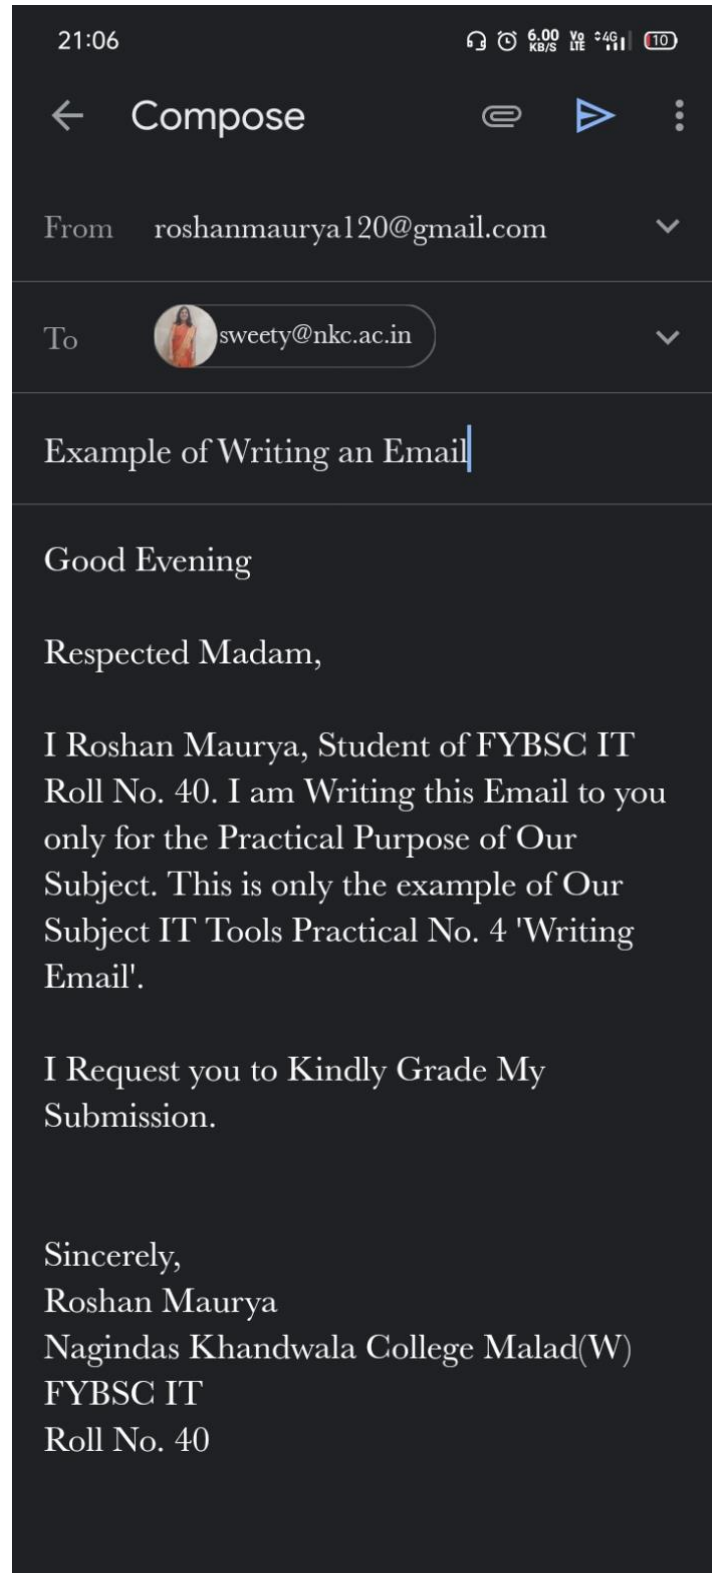 21:06 6.00 KB/S Vo LTE 4G 10
Compose
From roshanmaurya120@gmail.com
To sweety@nkc.ac.in
Example of Writing an Email
Good Evening
Respected Madam,
I Roshan Maurya, Student of FYBSC IT
Roll No. 40. I am Writing this Email to you
only for the Practical Purpose of Our
Subject. This is only the example of Our
Subject IT Tools Practical No. 4 'Writing
Email'.
I Request you to Kindly Grade My
Submission.
Sincerely,
Roshan Maurya
Nagindas Khandwala College Malad(W)
FYBSC IT
Roll No. 40